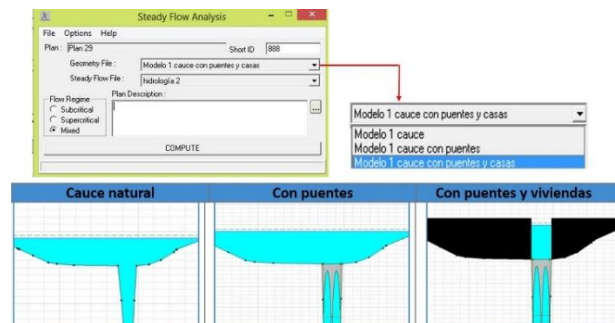 Steady Flow Analysis
File Options Help
Plan: Plan 29 Short ID 888
Geometry File: Modelo 1 cauce con puentes y casas
Steady Flow File: hidrología 2
Flow Regime
Subcritical
Supercritical
Mixed
Plan Description:
...
COMPUTE
Modelo 1 cauce con puentes y casas
Modelo 1 cauce
Modelo 1 cauce con puentes
Modelo 1 cauce con puentes y casas
Cauce natural
Con puentes
Con puentes y viviendas